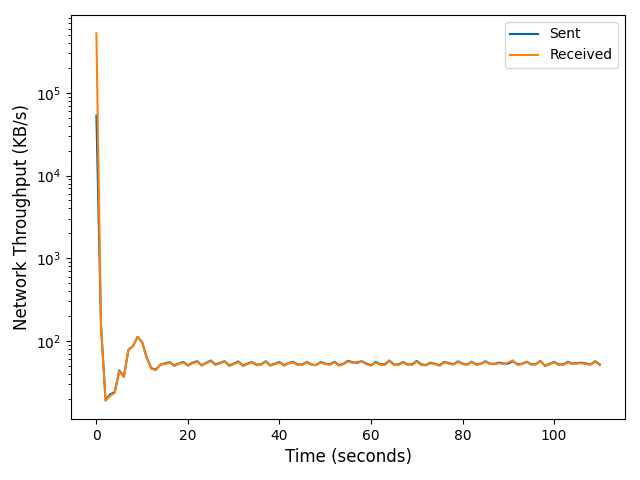 Sent
Received
10^5
10^4
10^3
10^2
Network Throughput (KB/s)
0 20 40 60 80 100
Time (seconds)